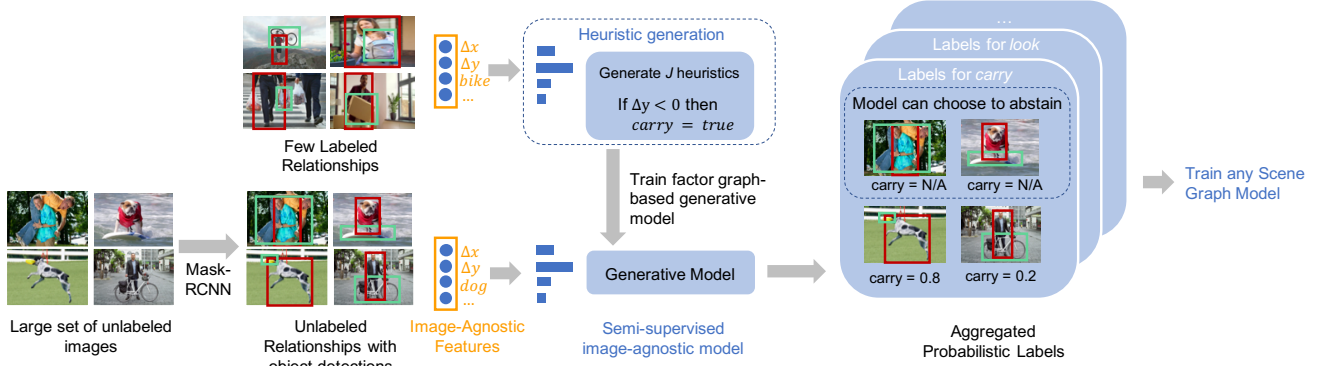 Few Labeled
Relationships
Δx
Δy
bike
...
Heuristic generation
Generate J heuristics
If Δy < 0 then
carry = true
Train factor graph-
based generative
model
Large set of unlabeled
images
Mask-
RCNN
Unlabeled
Relationships with
object detections
Δx
Δy
dog
...
Image-Agnostic
Features
Generative Model
Semi-supervised
image-agnostic model
...
Labels for look
Labels for carry
Model can choose to abstain
carry = N/A
carry = N/A
carry = 0.8
carry = 0.2
Aggregated
Probabilistic Labels
Train any Scene
Graph Model